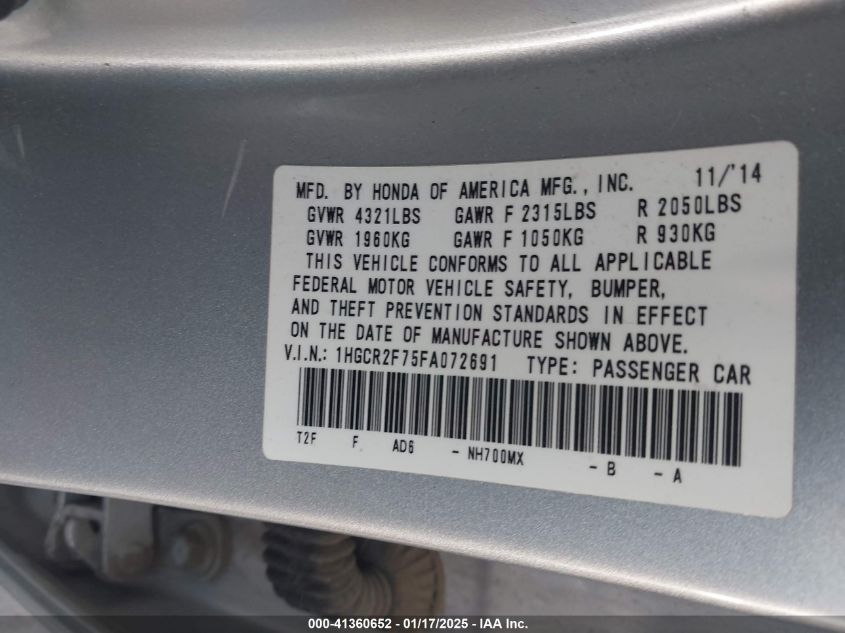 MFD. BY HONDA OF AMERICA MFG., INC. 11/'14
GVWR 4321LBS GAWR F 2315LBS R 2050LBS
GVWR 1960KG GAWR F 1050KG R 930KG
THIS VEHICLE CONFORMS TO ALL APPLICABLE
FEDERAL MOTOR VEHICLE SAFETY, BUMPER,
AND THEFT PREVENTION STANDARDS IN EFFECT
ON THE DATE OF MANUFACTURE SHOWN ABOVE.
V.I.N.: 1HGCR2F75FA072691 TYPE: PASSENGER CAR
T2F F AD6 - NH700MX - B - A
000-41360652 - 01/17/2025 - IAA Inc.